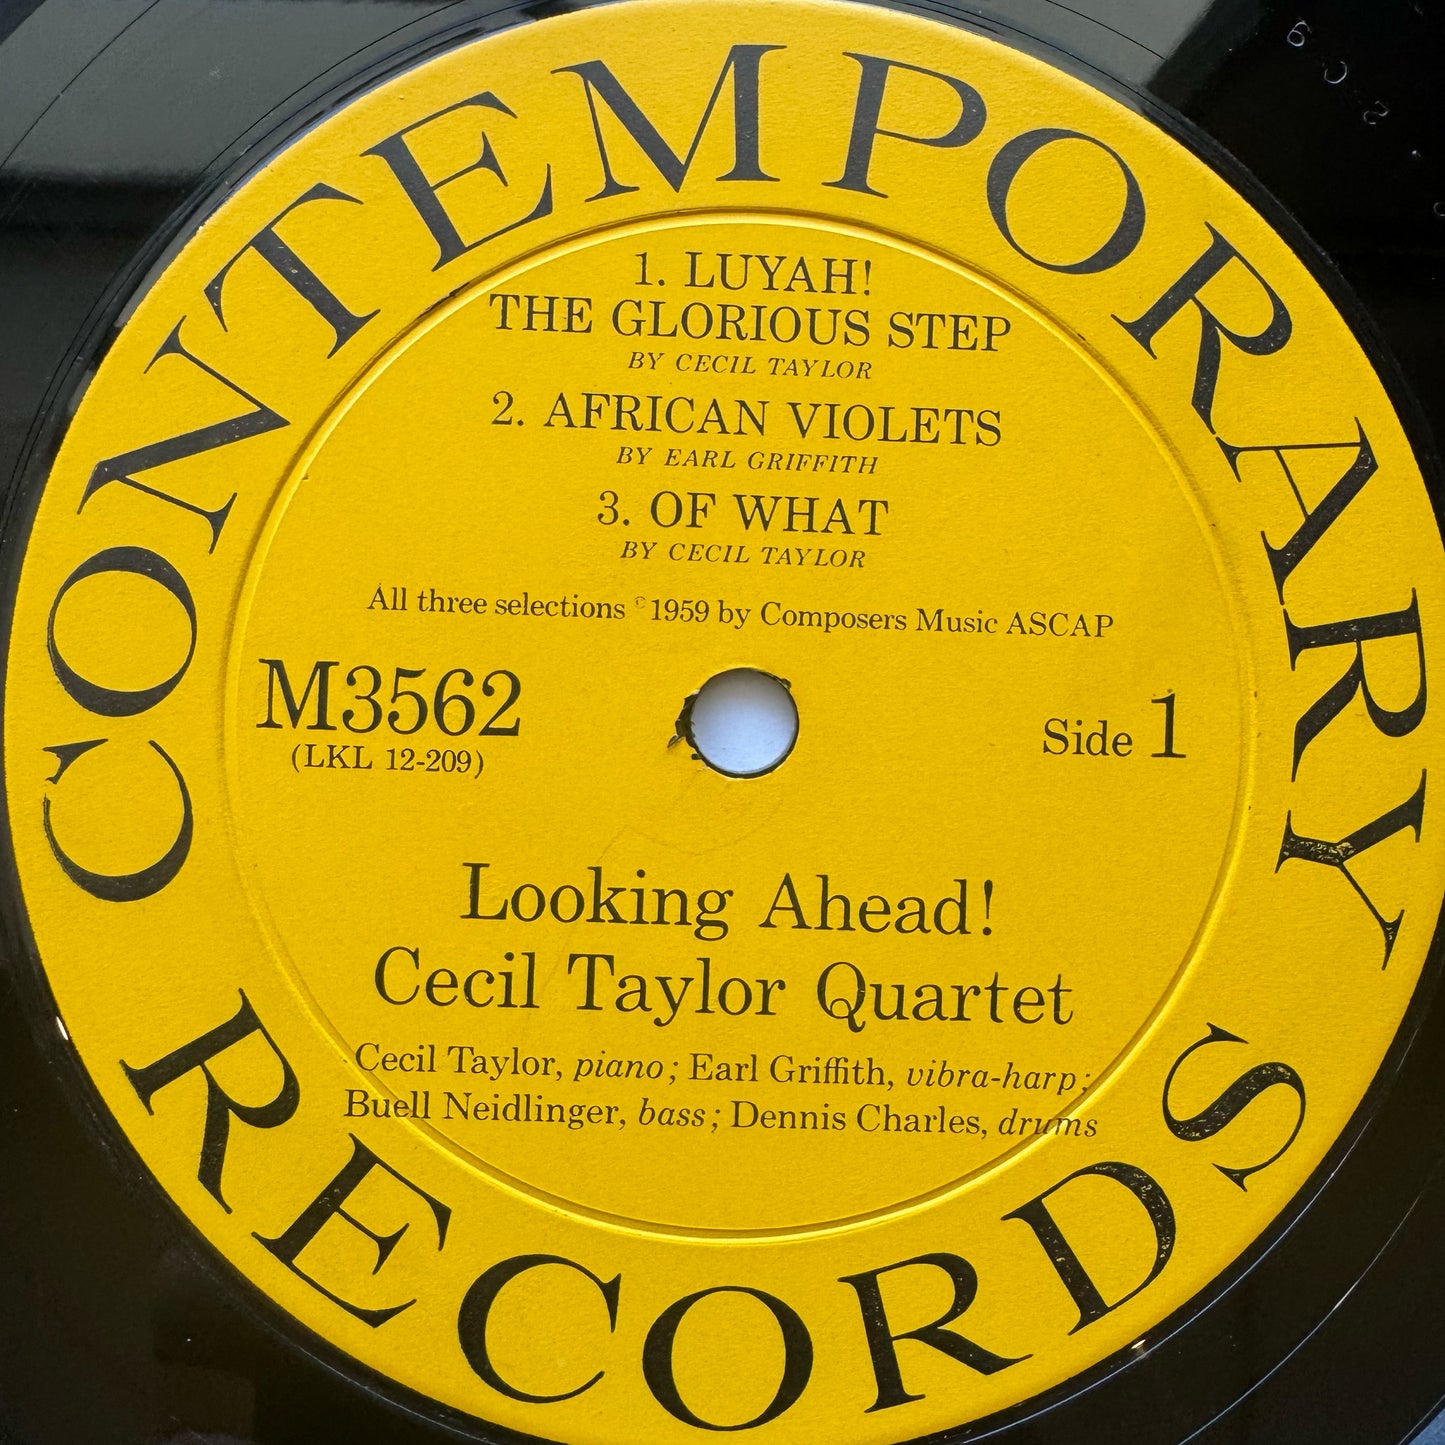 CONTEMPORARY
1. LUYAH!
THE GLORIOUS STEP
BY CECIL TAYLOR
2. AFRICAN VIOLETS
BY EARL GRIFFITH
3. OF WHAT
BY CECIL TAYLOR
All three selections © 1959 by Composers Music ASCAP
M3562
(LKL 12-209)
Side 1
Looking Ahead!
Cecil Taylor Quartet
Cecil Taylor, piano; Earl Griffith, vibra-harp;
Buell Neidlinger, bass; Dennis Charles, drums
RECORDS